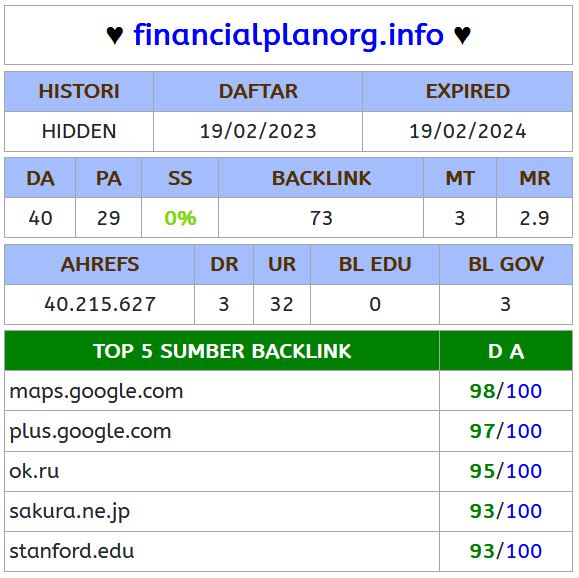 ♥ financialplanorg.info ♥
HISTORI DAFTAR EXPIRED
HIDDEN 19/02/2023 19/02/2024
DA PA SS BACKLINK MT MR
40 29 0% 73 3 2.9
AHREFS DR UR BL EDU BL GOV
40.215.627 3 32 0 3
TOP 5 SUMBER BACKLINK D A
maps.google.com 98/100
plus.google.com 97/100
ok.ru 95/100
sakura.ne.jp 93/100
stanford.edu 93/100